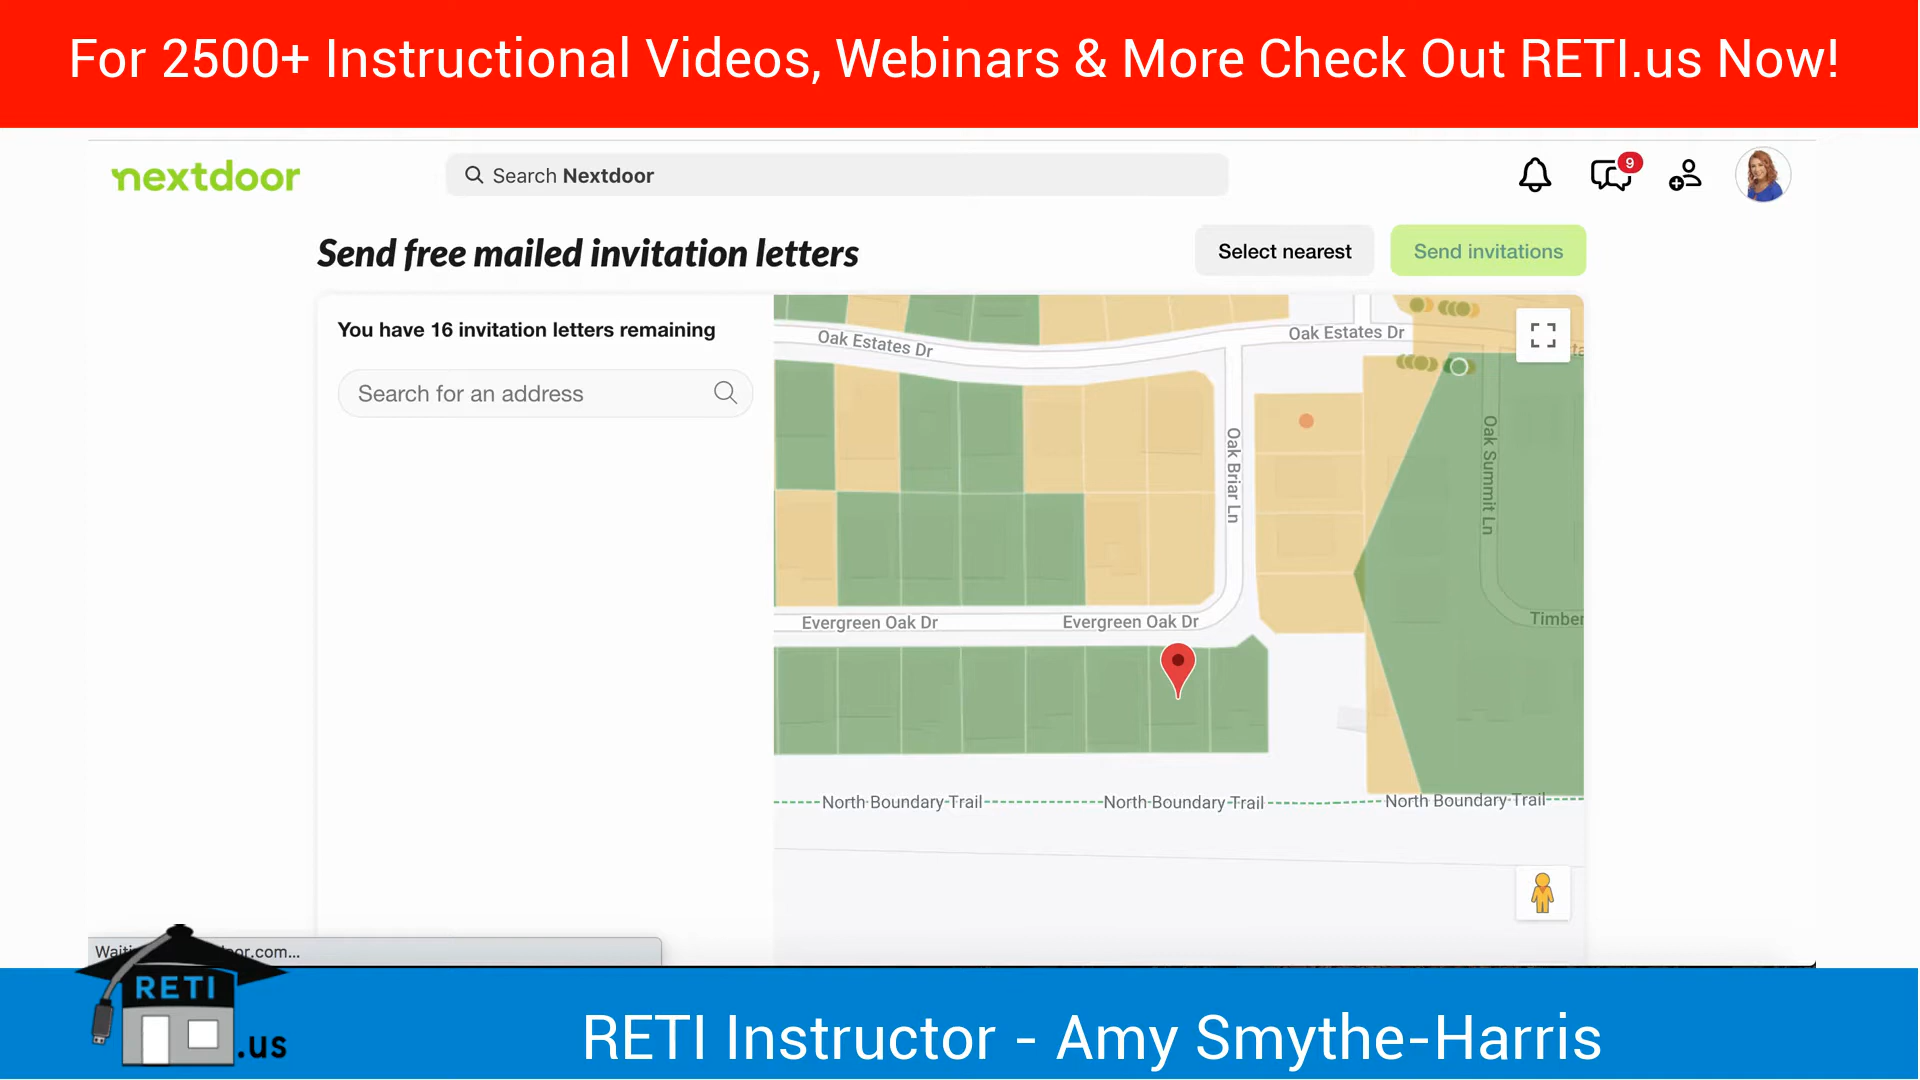 For 2500+ Instructional Videos, Webinars & More Check Out RETI.us Now!
nextdoor
Search Nextdoor
9
Send free mailed invitation letters
Select nearest
Send invitations
You have 16 invitation letters remaining
Search for an address
Oak Estates Dr
Oak Estates Dr
Oak Briar Ln
Oak Summit Ln
Evergreen Oak Dr
Evergreen Oak Dr
Timber
North Boundary Trail
North Boundary Trail
North Boundary Trail
RETI
.us
RETI Instructor - Amy Smythe-Harris